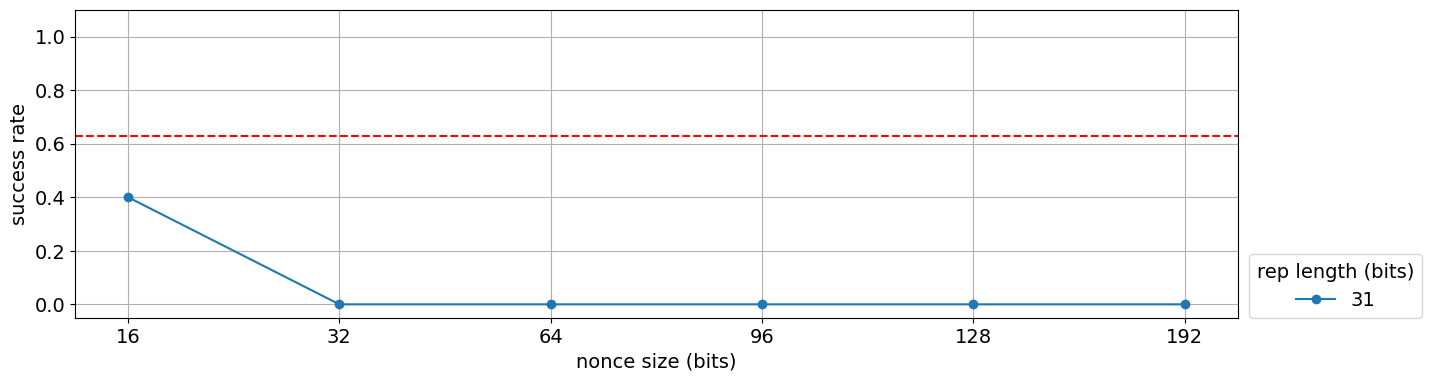 success rate
1.0
0.8
0.6
0.4
0.2
0.0
16 32 64 96 128 192
nonce size (bits)
rep length (bits)
31